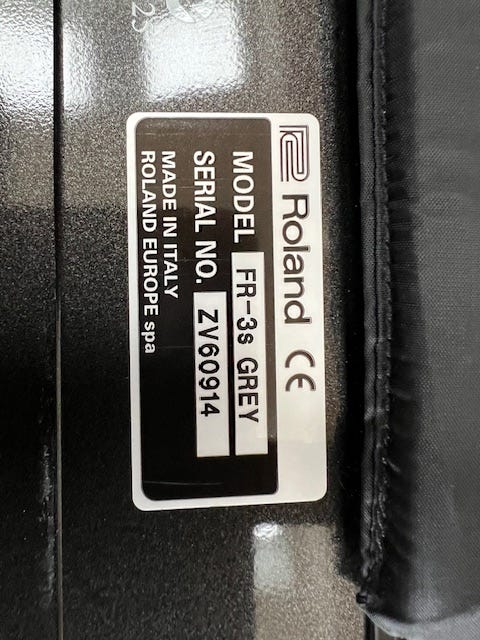 Roland CE
MODEL FR-3s GREY
SERIAL NO. ZV60914
MADE IN ITALY
ROLAND EUROPE spa